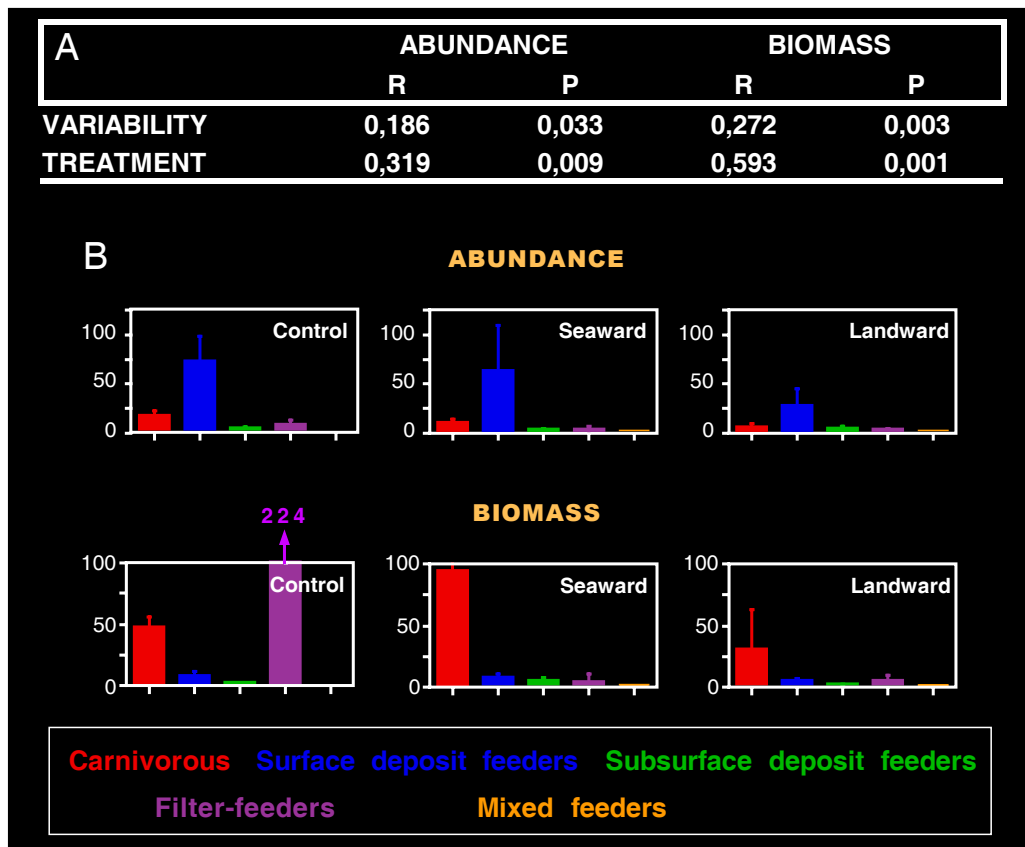 A ABUNDANCE BIOMASS
R P R P
VARIABILITY 0,186 0,033 0,272 0,003
TREATMENT 0,319 0,009 0,593 0,001
B
ABUNDANCE
100 Control 100 Seaward 100 Landward
50 50 50
0 0 0
BIOMASS
224
100 Control 100 Seaward 100 Landward
50 50 50
0 0 0
Carnivorous Surface deposit feeders Subsurface deposit feeders
Filter-feeders Mixed feeders